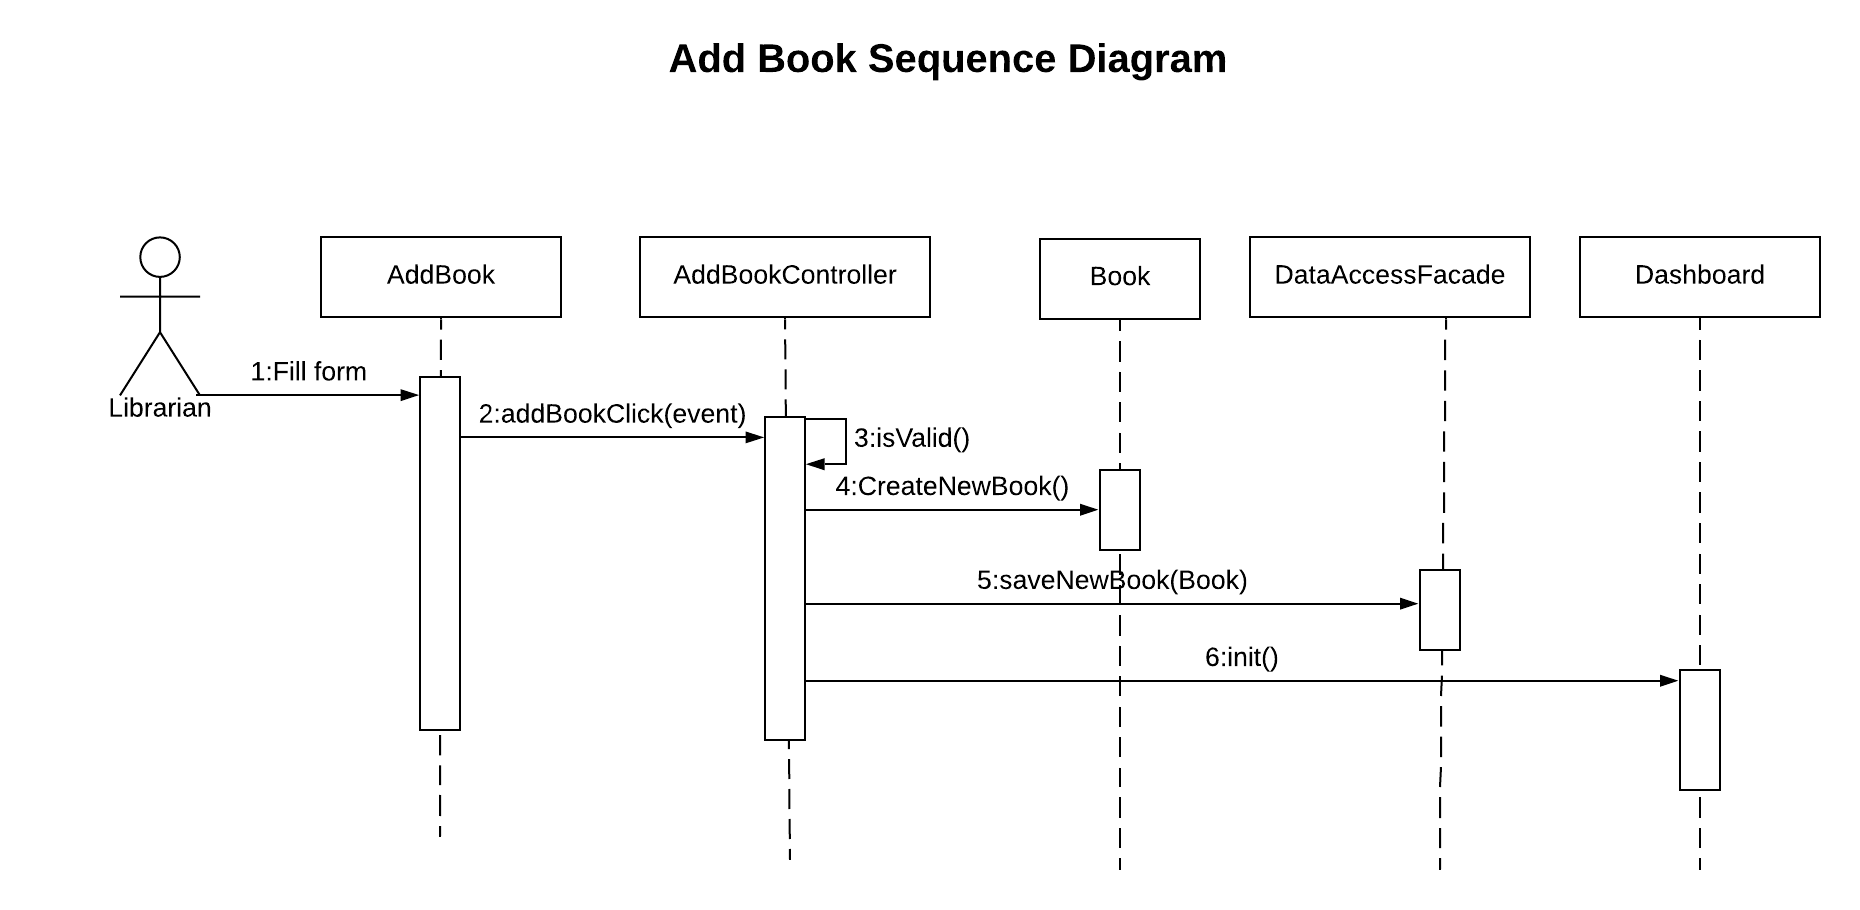 Add Book Sequence Diagram
AddBook
AddBookController
Book
DataAccessFacade
Dashboard
Librarian
1:Fill form
2:addBookClick(event)
3:isValid()
4:CreateNewBook()
5:saveNewBook(Book)
6:init()